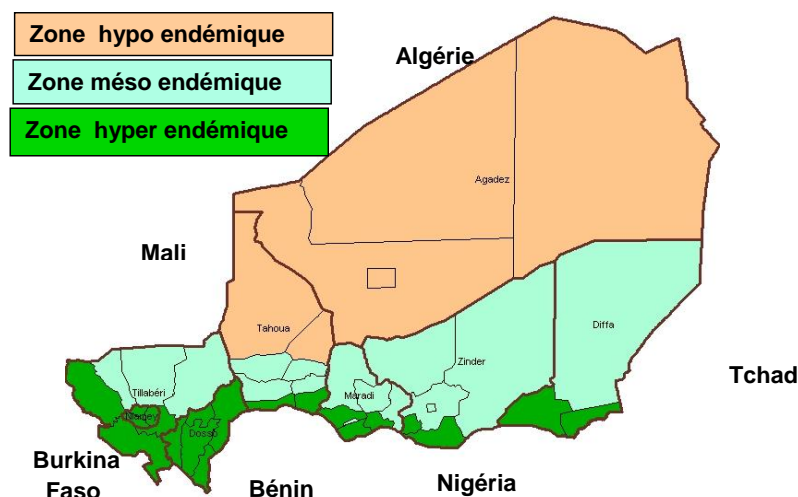 Zone hypo endémique
Algérie
Zone méso endémique
Zone hyper endémique
Agadez
Mali
Tahoua
Diffa
Zinder
Tchad
Tillabéri
Maradi
Niamey
Dosso
Burkina
Faso
Bénin
Nigéria